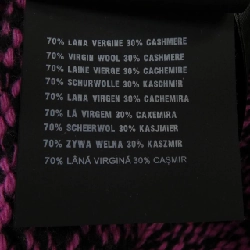 70% LANA VERGINE 30% CASHMERE
70% VIRGIN WOOL 30% CASHMERE
70% LAINE VIERGE 30% CACHEMIRE
70% SCHURWOLLE 30% KASCHMIR
70% LANA VIRGEN 30% CACHEMIRA
70% LÃ VIRGEM 30% CAXEMIRA
70% SCHEERWOL 30% KASJMIER
70% ŻYWA WEŁNA 30% KASZMIR
70% LÂNĂ VIRGINĂ 30% CAŞMIR